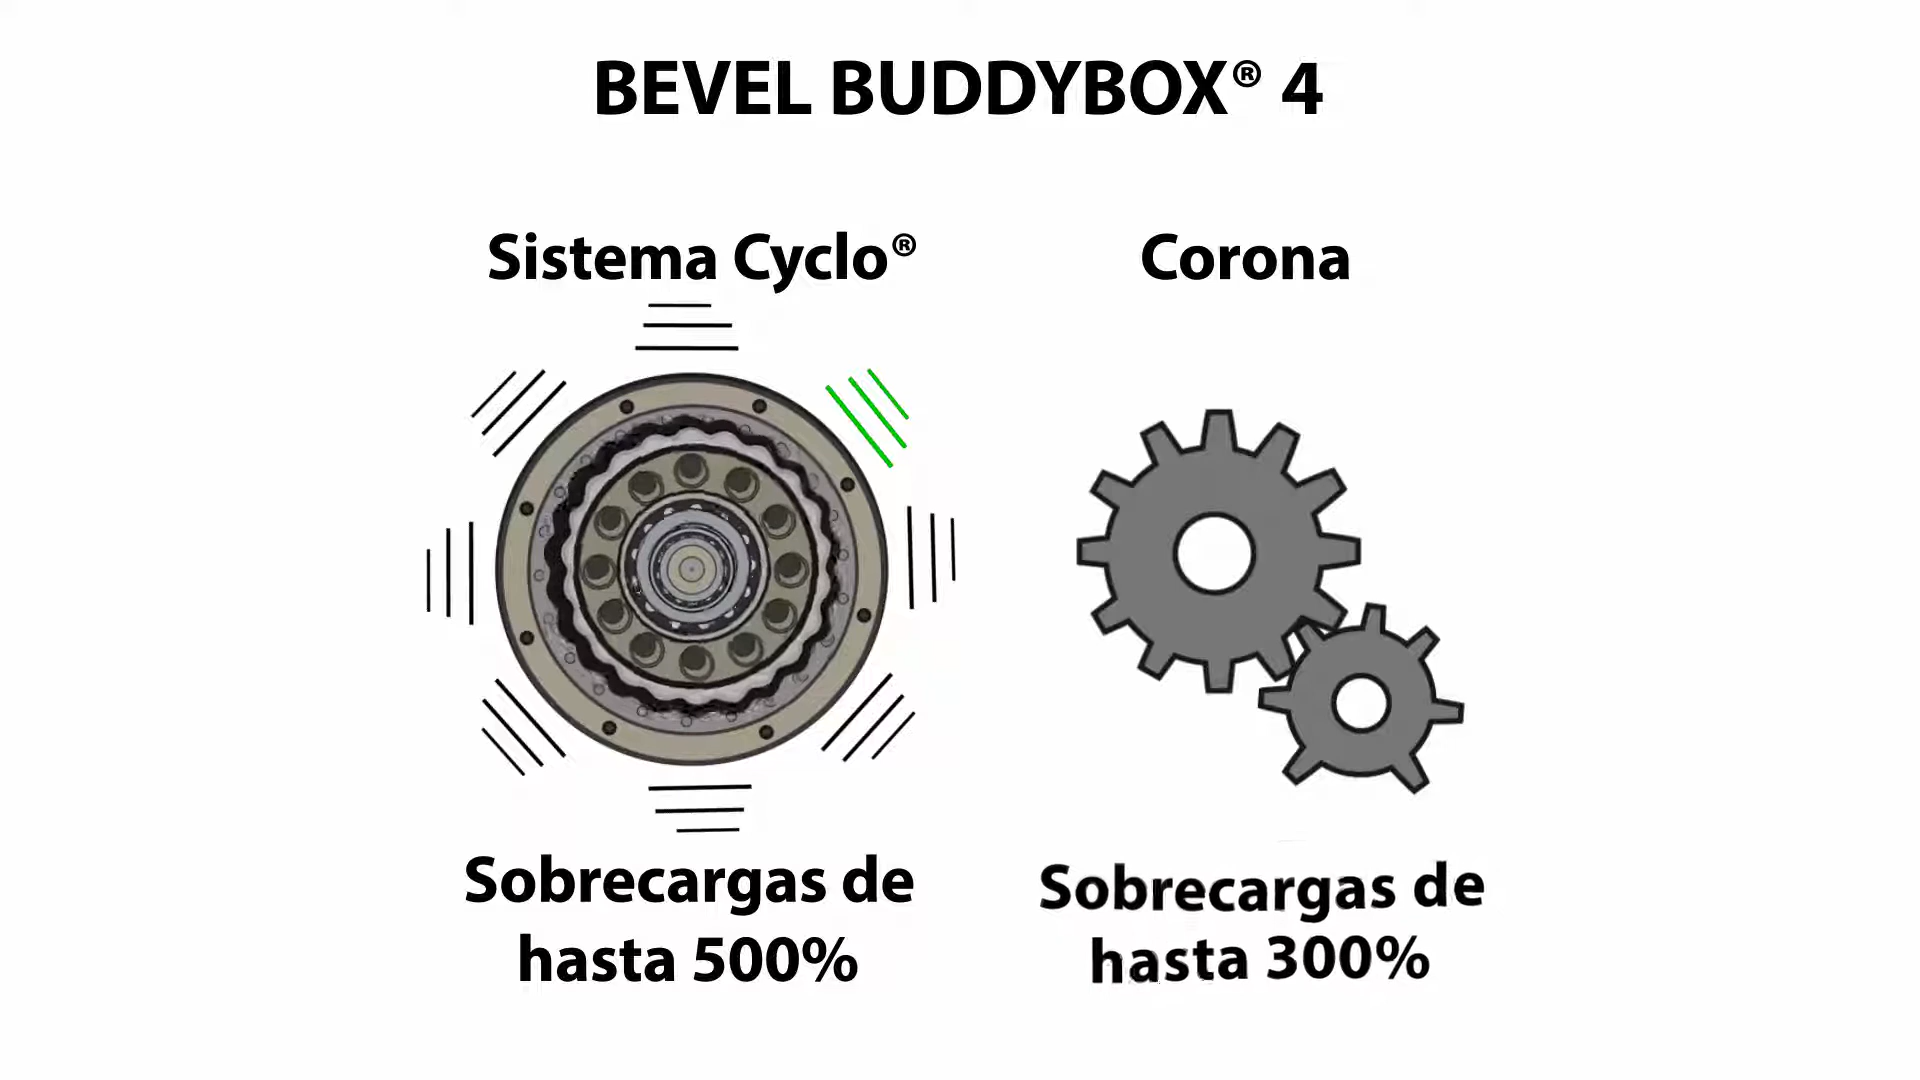 BEVEL BUDDYBOX® 4
Sistema Cyclo®
Corona
Sobrecargas de
hasta 500%
Sobrecargas de
hasta 300%